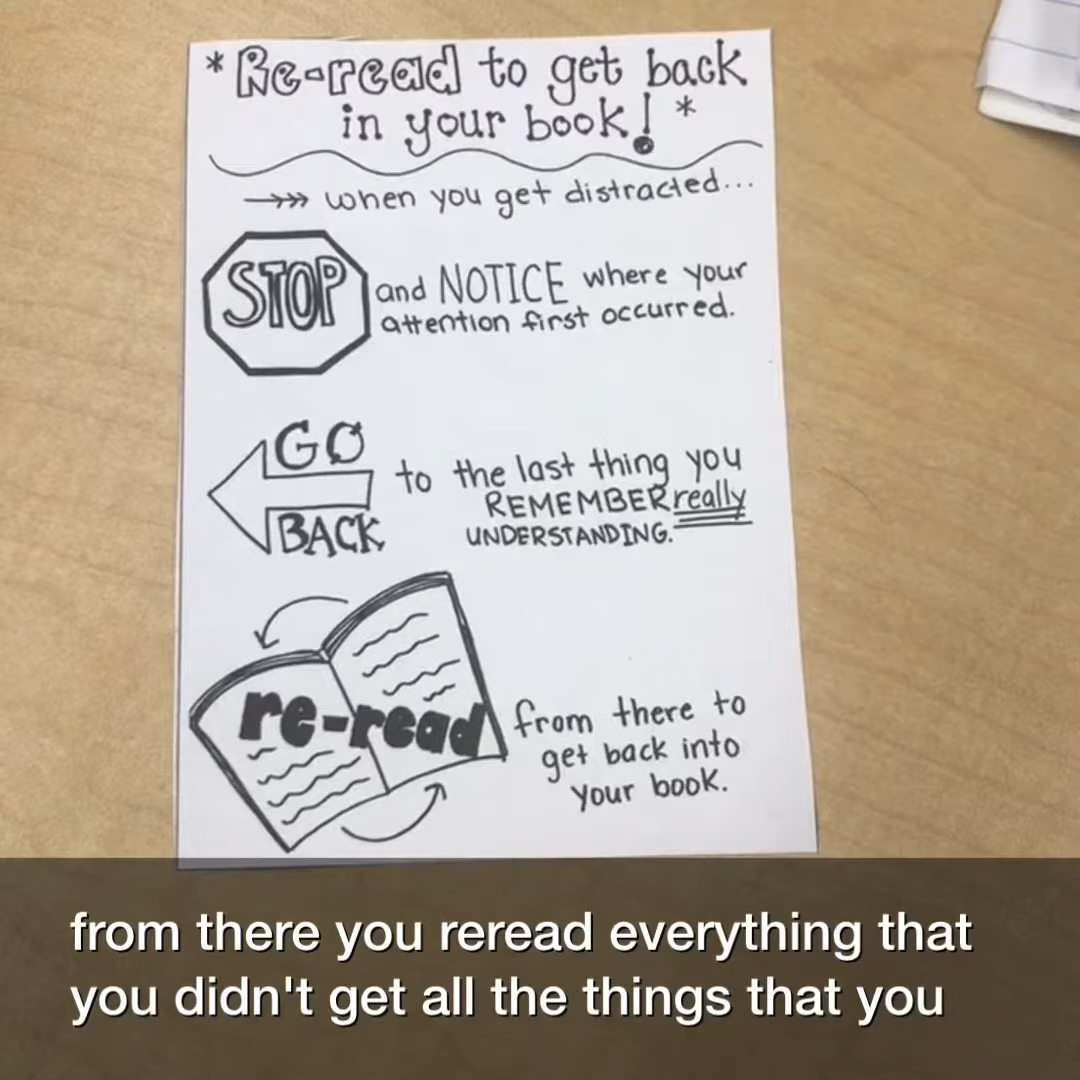 *Re-read to get back
in your book! *
when you get distracted...
STOP and NOTICE where your
attention first occurred.
GO
BACK
to the last thing you
REMEMBER really
UNDERSTANDING.
re-read
from there to
get back into
your book.
from there you reread everything that
you didn't get all the things that you